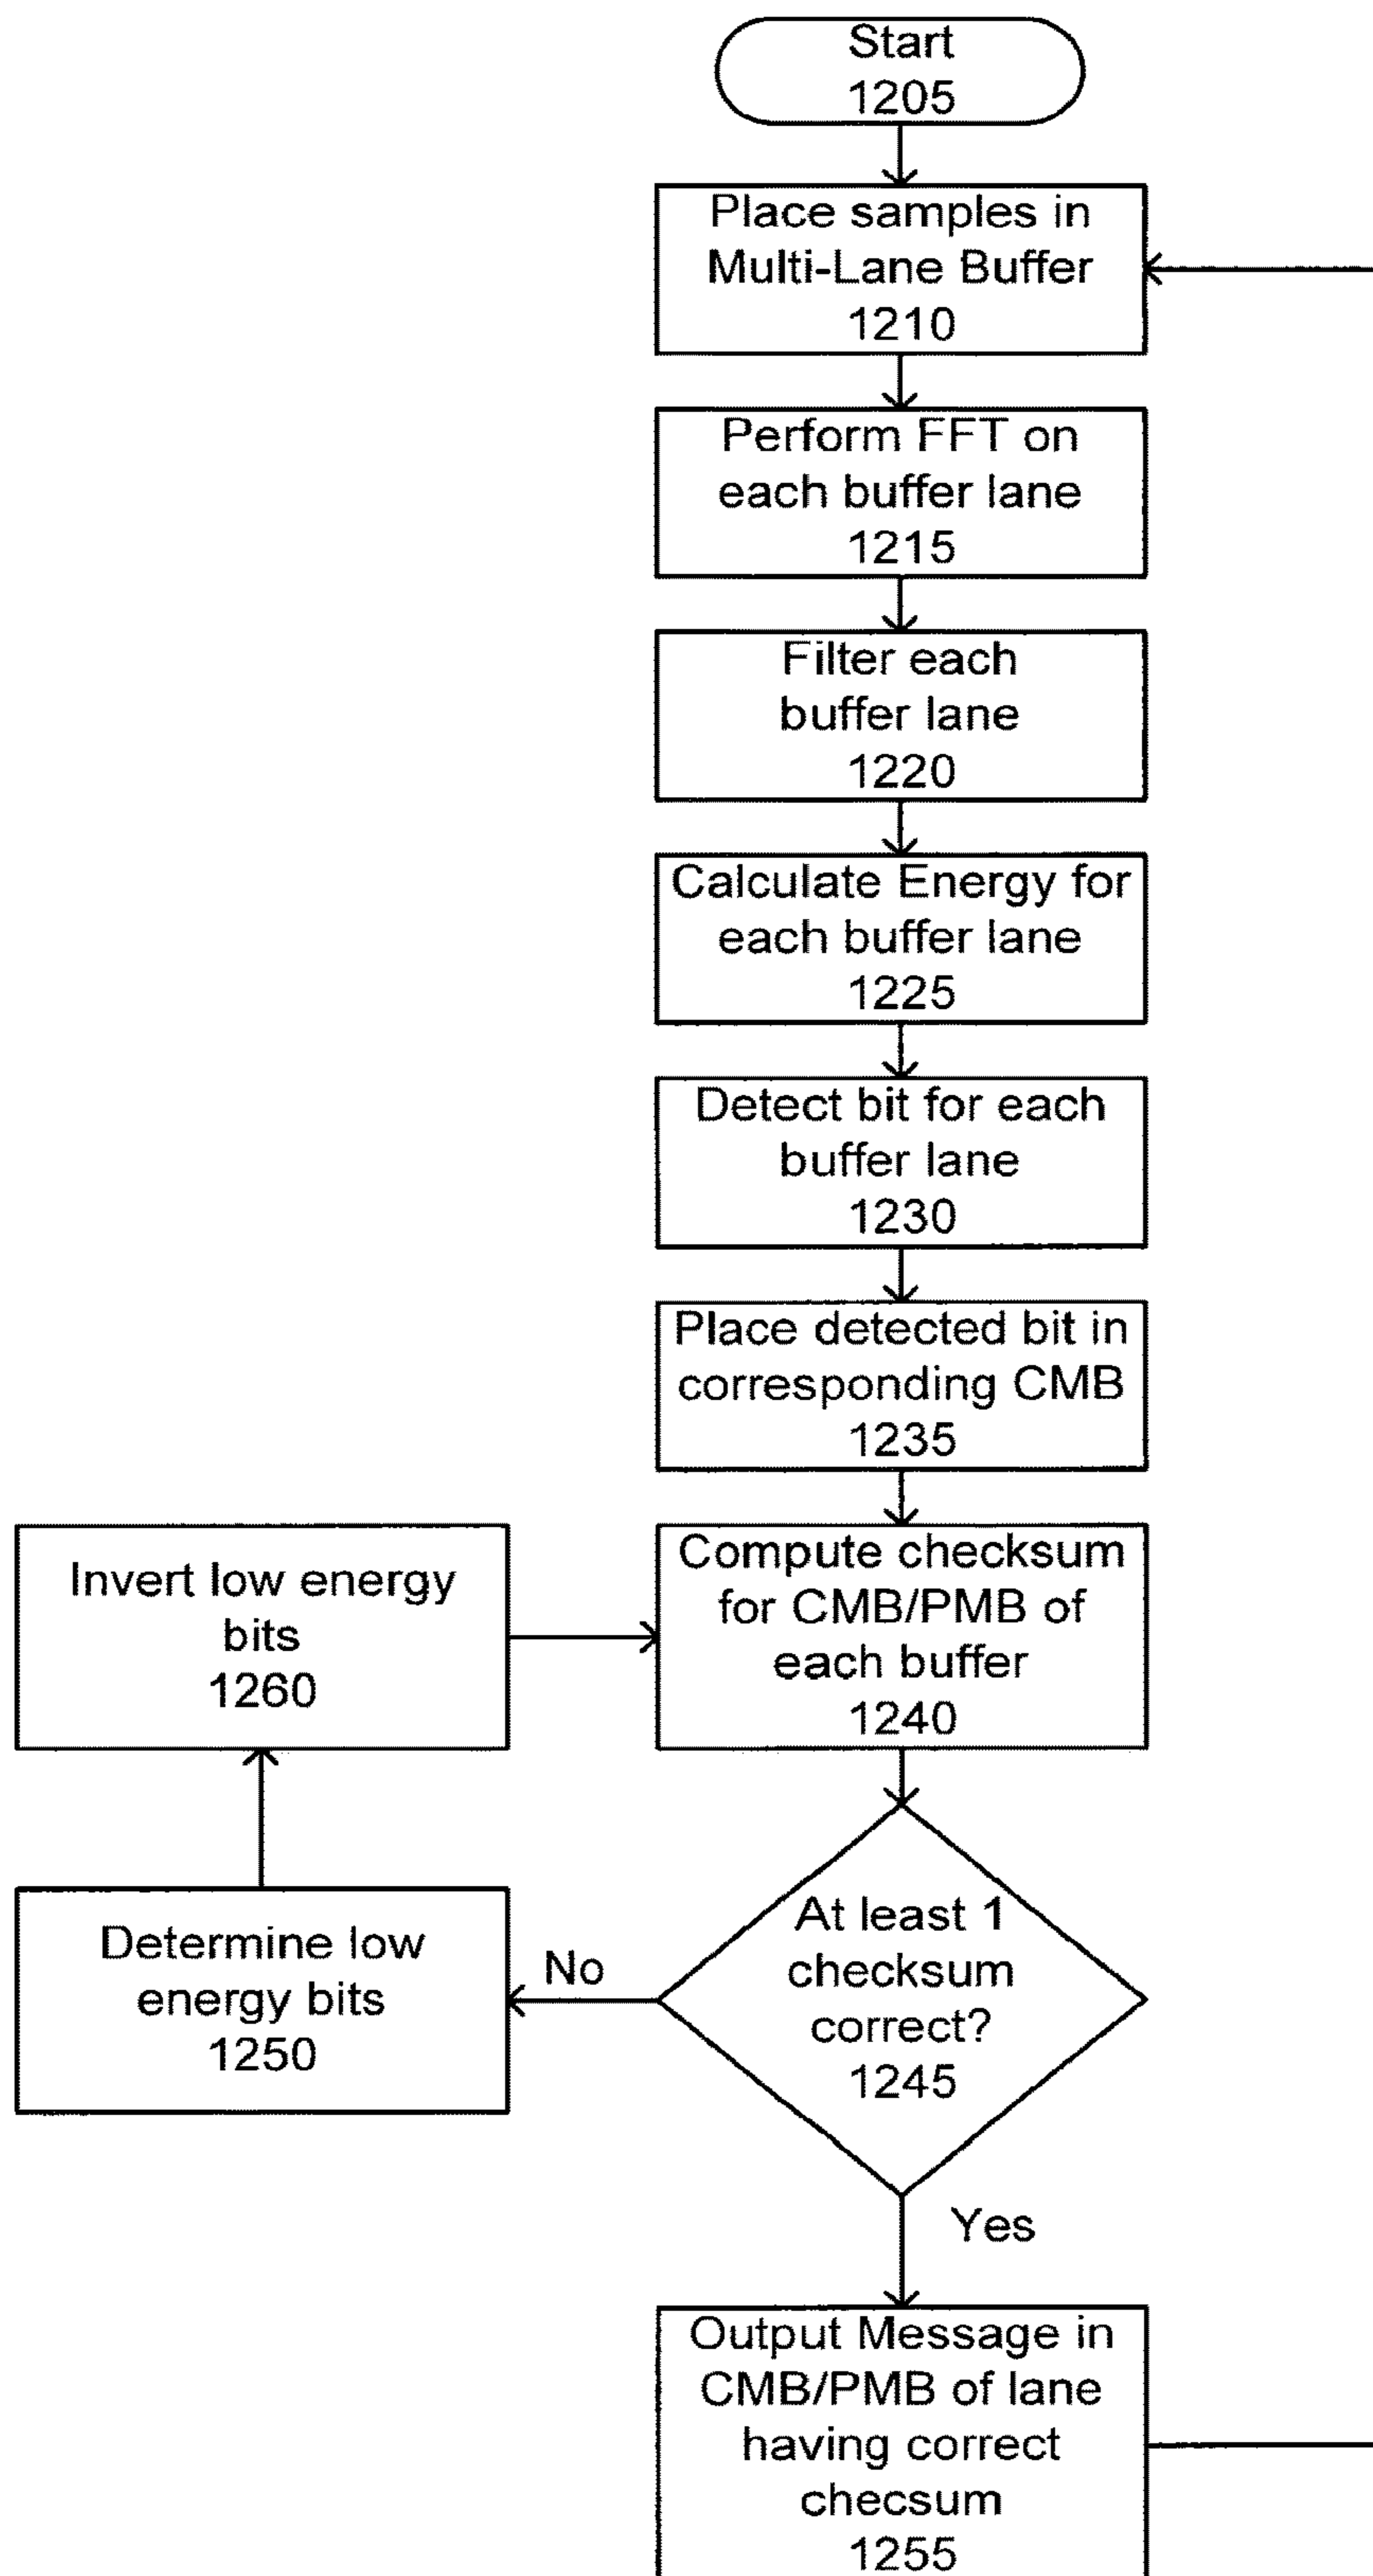 Start
1205
Place samples in
Multi-Lane Buffer
1210
Perform FFT on
each buffer lane
1215
Filter each
buffer lane
1220
Calculate Energy for
each buffer lane
1225
Detect bit for each
buffer lane
1230
Place detected bit in
corresponding CMB
1235
Compute checksum
for CMB/PMB of
each buffer
1240
Invert low energy
bits
1260
At least 1
checksum
correct?
1245
No
Determine low
energy bits
1250
Yes
Output Message in
CMB/PMB of lane
having correct
checsum
1255